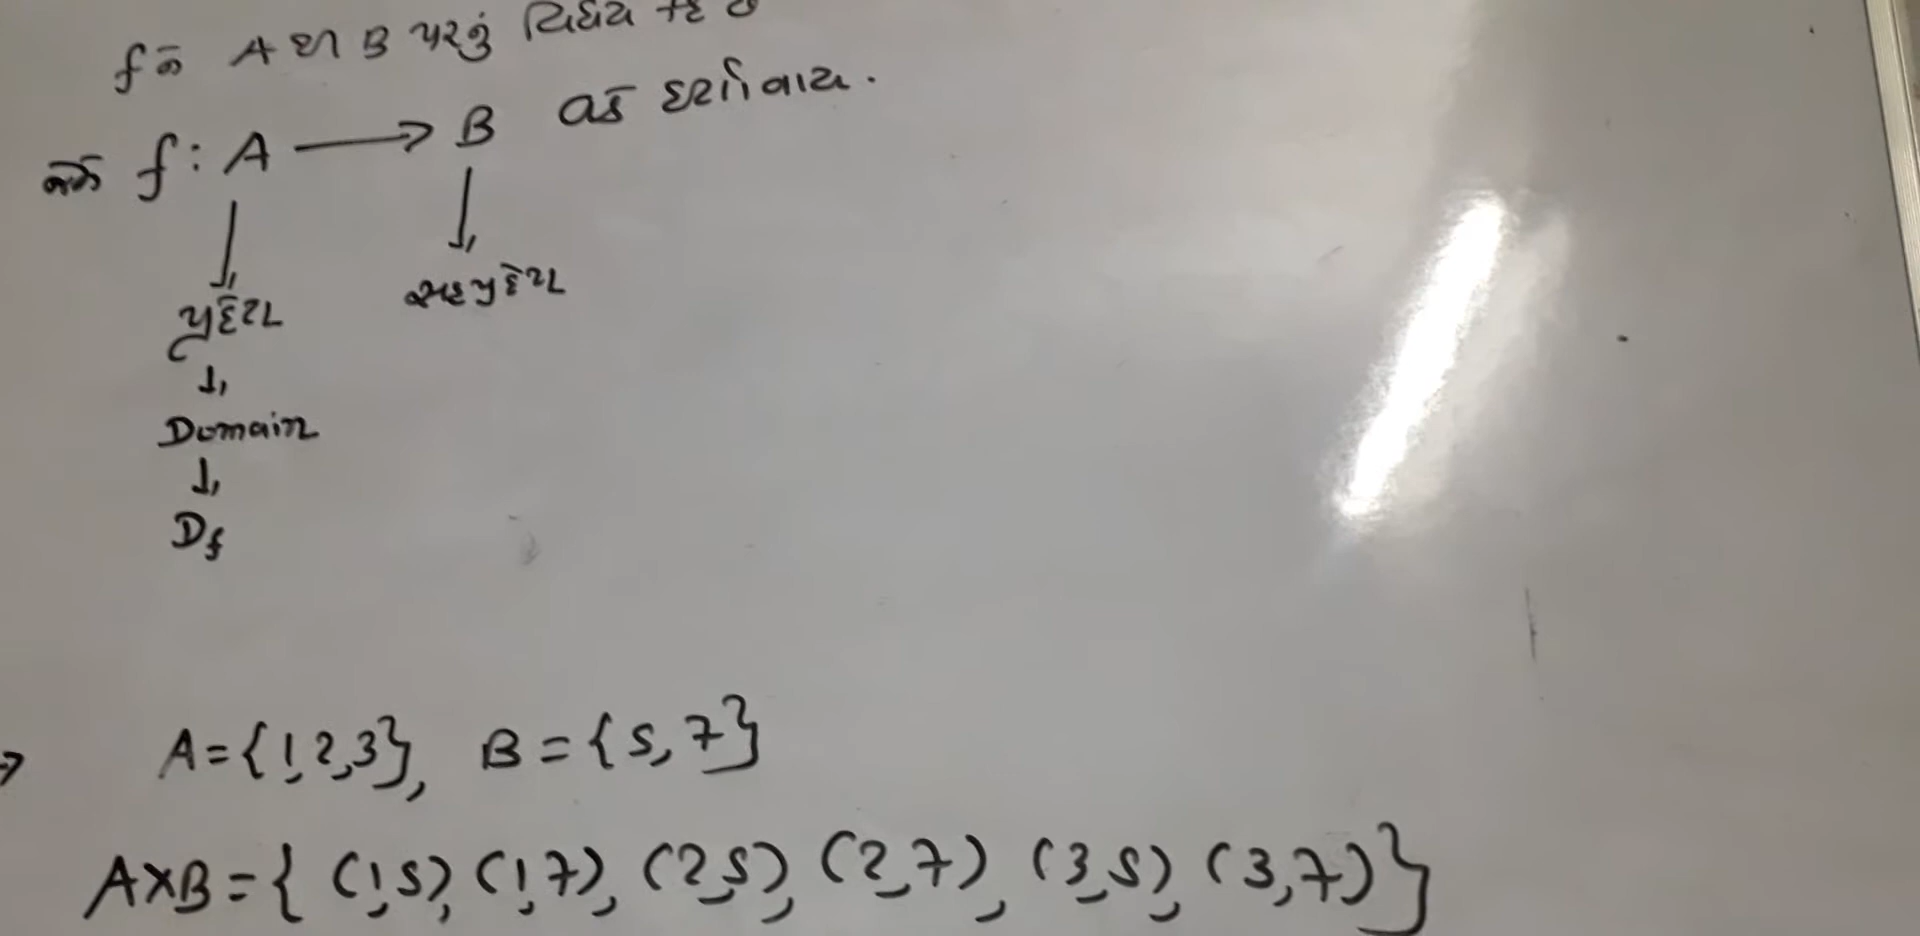 f ને A થી B પરનું વિધેય કહે છે
તેને f : A → B વડે દર્શાવાય.
↓ ↓
પ્રદેશ સહપ્રદેશ
↓
Domain
↓
Df
→ A = {1,2,3}, B = {5,7}
A×B = { (1,5), (1,7), (2,5), (2,7), (3,5), (3,7) }